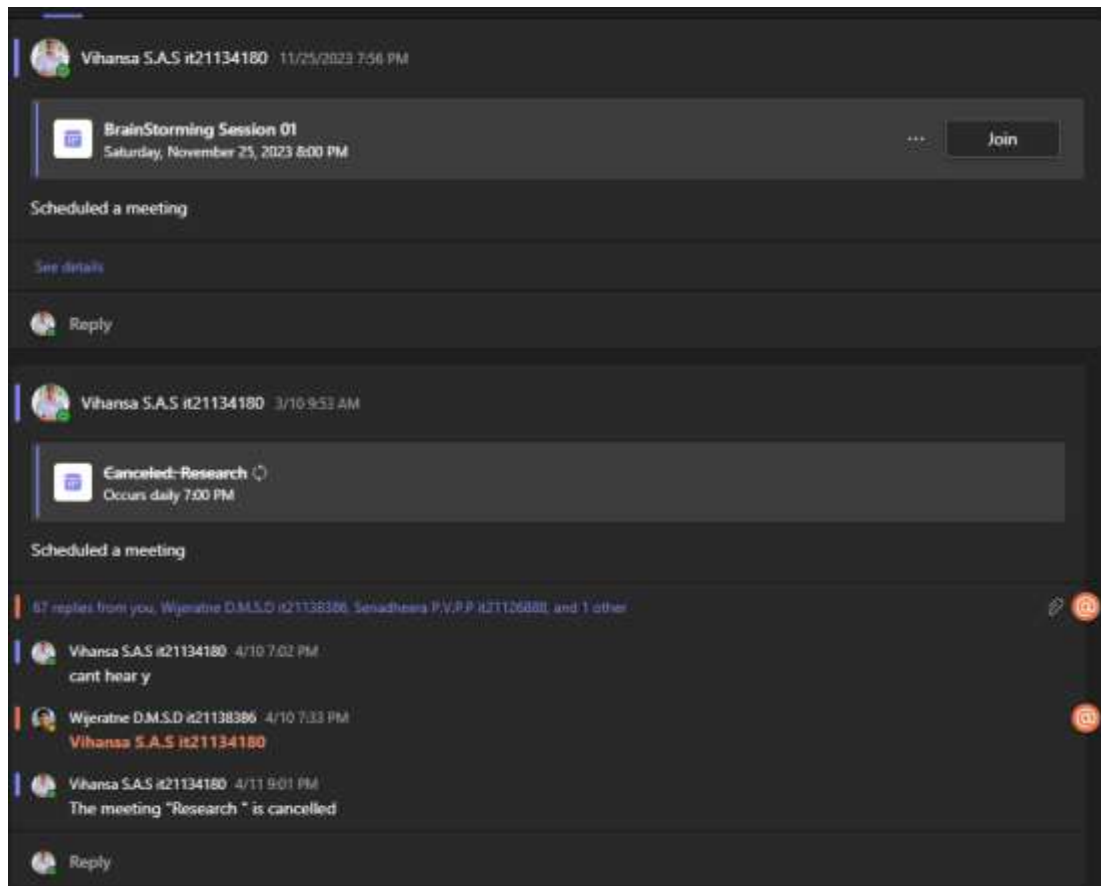 Vihansa S.A.S it21134180 11/25/2023 7:56 PM
BrainStorming Session 01
Saturday, November 25, 2023 8:00 PM
... Join
Scheduled a meeting
See details
Reply
Vihansa S.A.S it21134180 3/10 9:53 AM
Canceled: Research
Occurs daily 7:00 PM
Scheduled a meeting
67 replies from you, Wijeratne D.M.S.D it21138386, Senadheera P.V.P.P it21126888, and 1 other
@
Vihansa S.A.S it21134180 4/10 7:02 PM
cant hear y
Wijeratne D.M.S.D it21138386 4/10 7:33 PM
@
Vihansa S.A.S it21134180
Vihansa S.A.S it21134180 4/11 9:01 PM
The meeting "Research " is cancelled
Reply